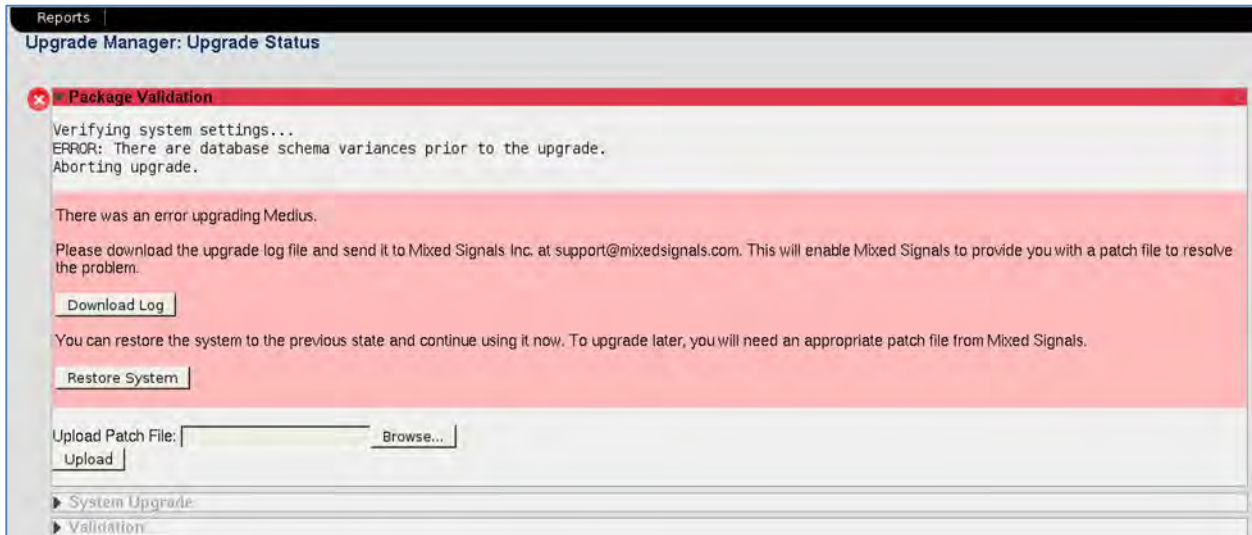 Reports
Upgrade Manager: Upgrade Status
Package Validation
Verifying system settings...
ERROR: There are database schema variances prior to the upgrade.
Aborting upgrade.
There was an error upgrading Medius.
Please download the upgrade log file and send it to Mixed Signals Inc. at support@mixedsignals.com. This will enable Mixed Signals to provide you with a patch file to resolve
the problem.
Download Log
You can restore the system to the previous state and continue using it now. To upgrade later, you will need an appropriate patch file from Mixed Signals.
Restore System
Upload Patch File: Browse...
Upload
System Upgrade
Validation